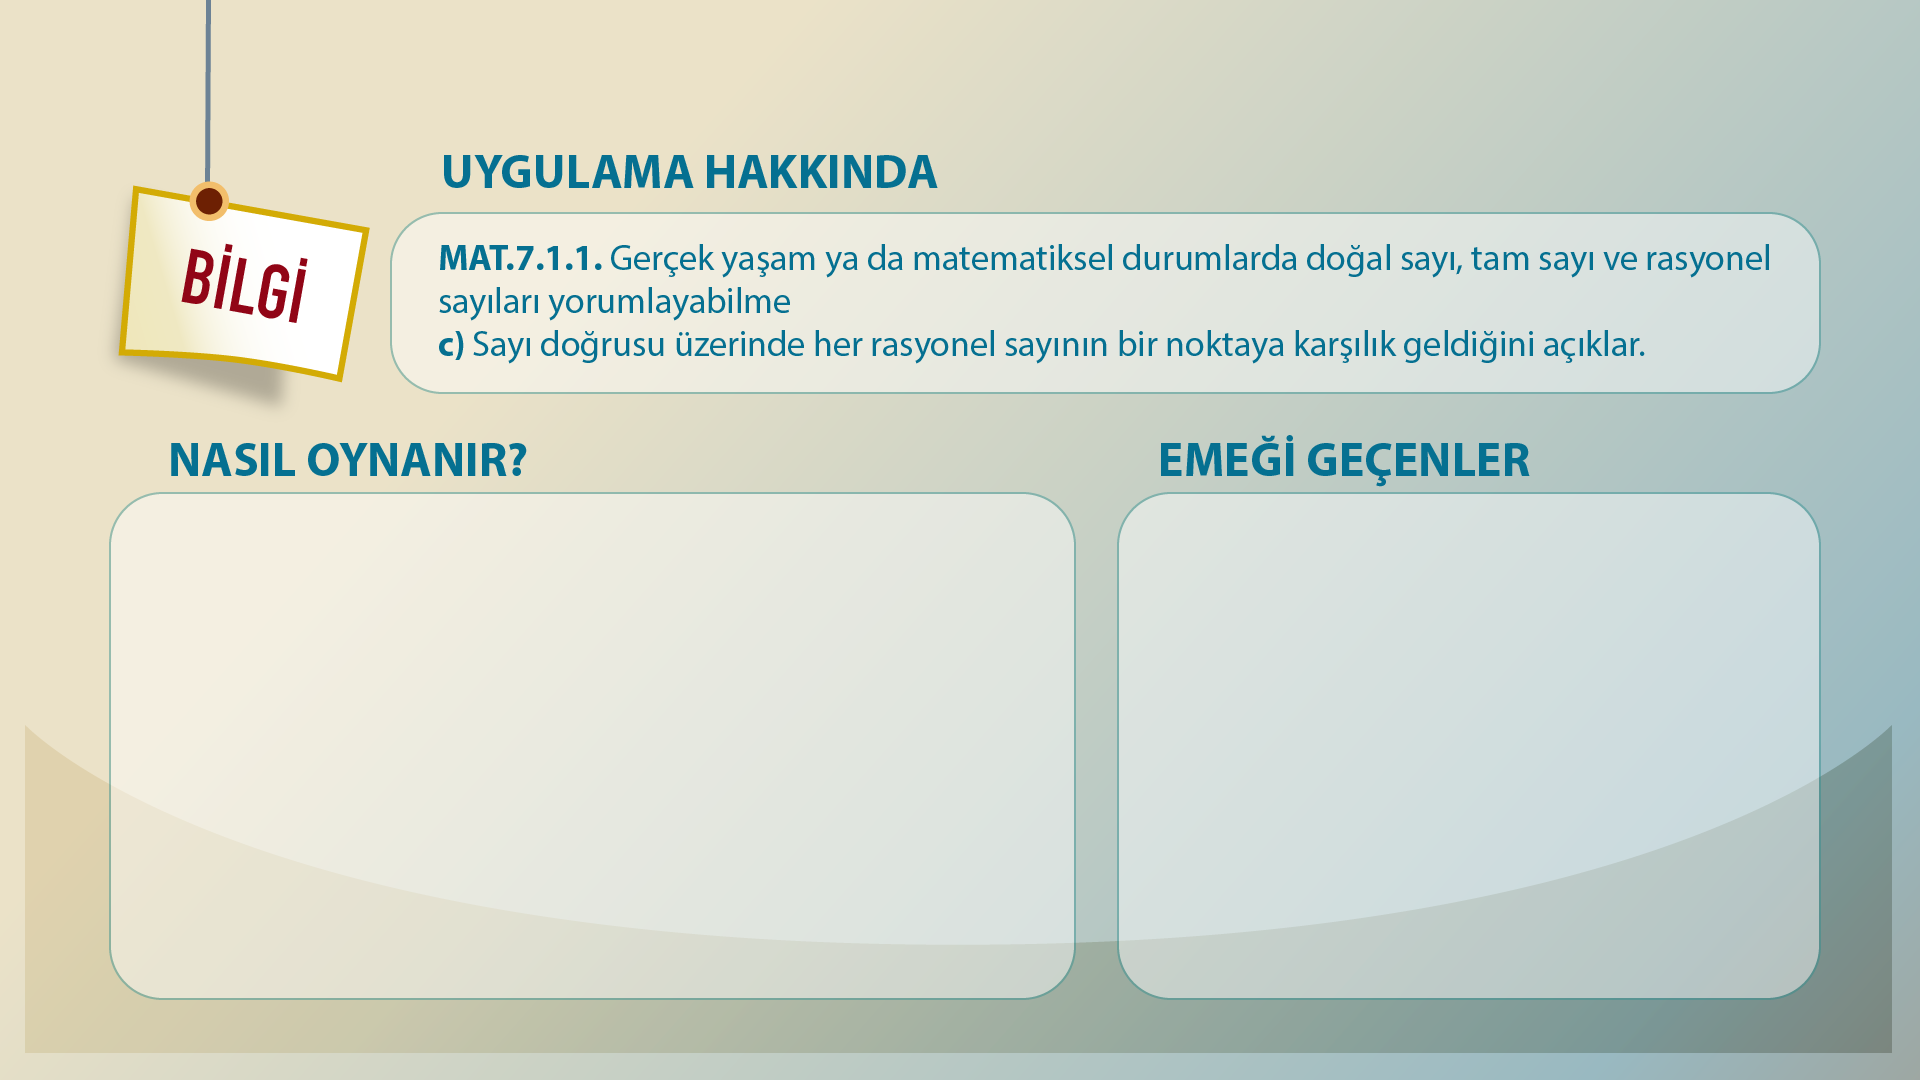 BİLGİ
UYGULAMA HAKKINDA
MAT.7.1.1. Gerçek yaşam ya da matematiksel durumlarda doğal sayı, tam sayı ve rasyonel
sayıları yorumlayabilme
c) Sayı doğrusu üzerinde her rasyonel sayının bir noktaya karşılık geldiğini açıklar.
NASIL OYNANIR?
EMEĞİ GEÇENLER